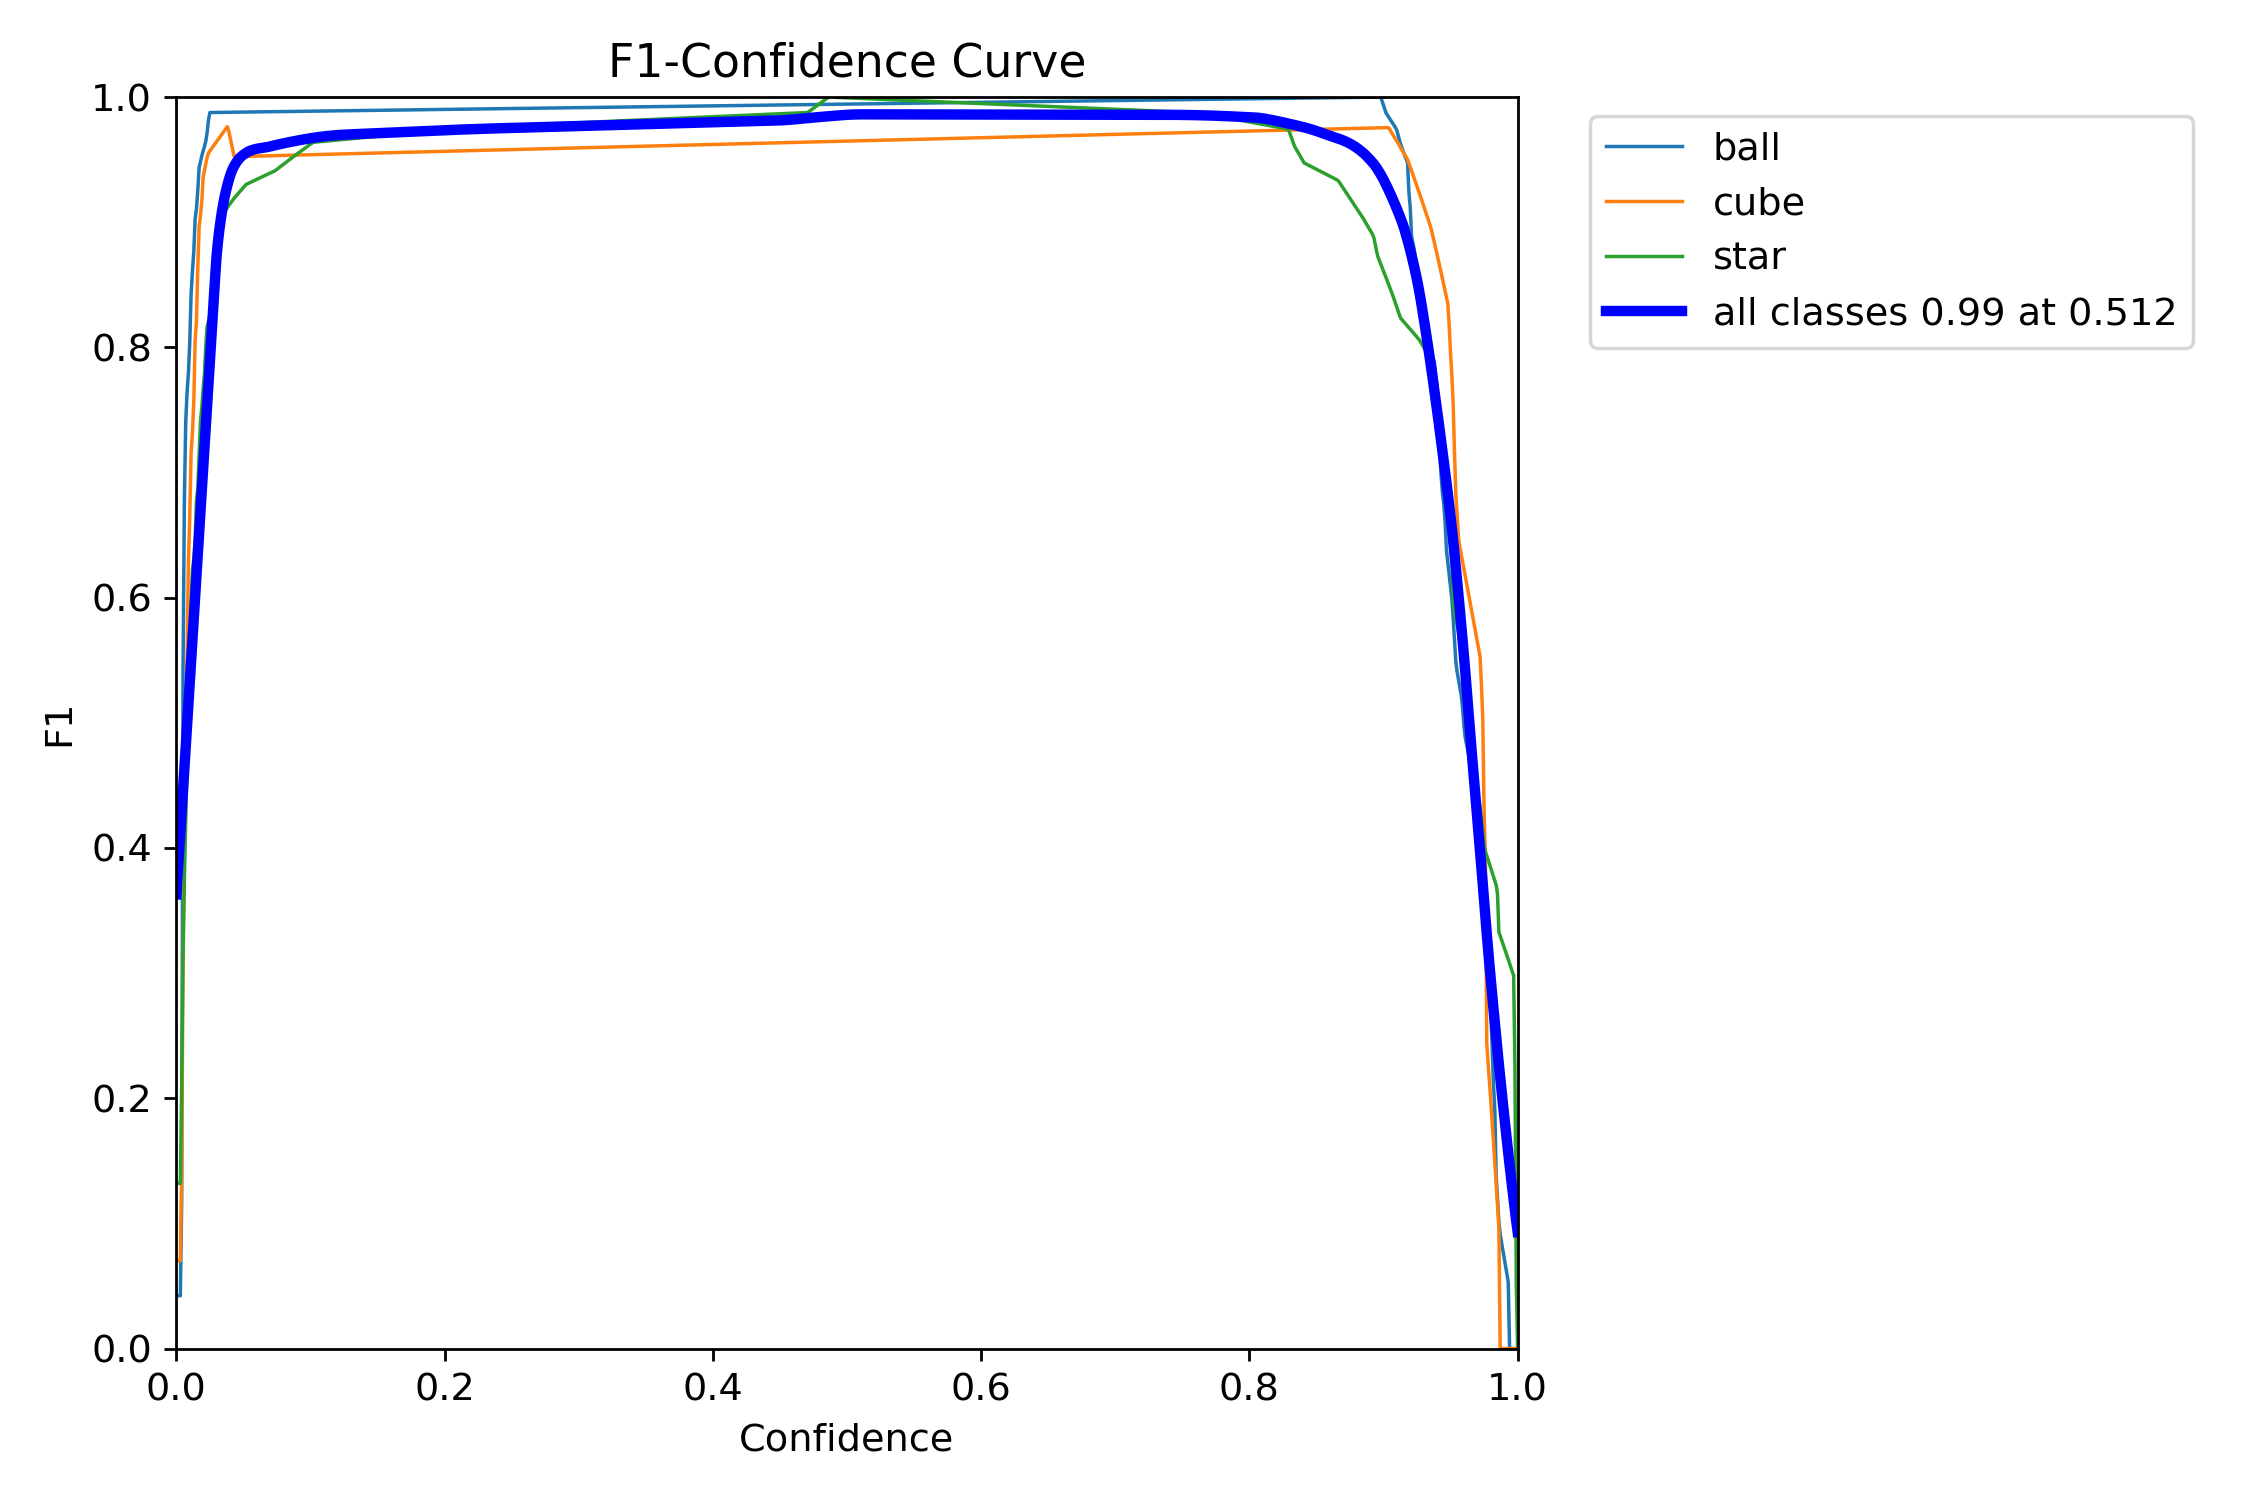 F1-Confidence Curve
1.0
0.8
0.6
0.4
0.2
0.0
F1
0.0 0.2 0.4 0.6 0.8 1.0
Confidence
ball
cube
star
all classes 0.99 at 0.512